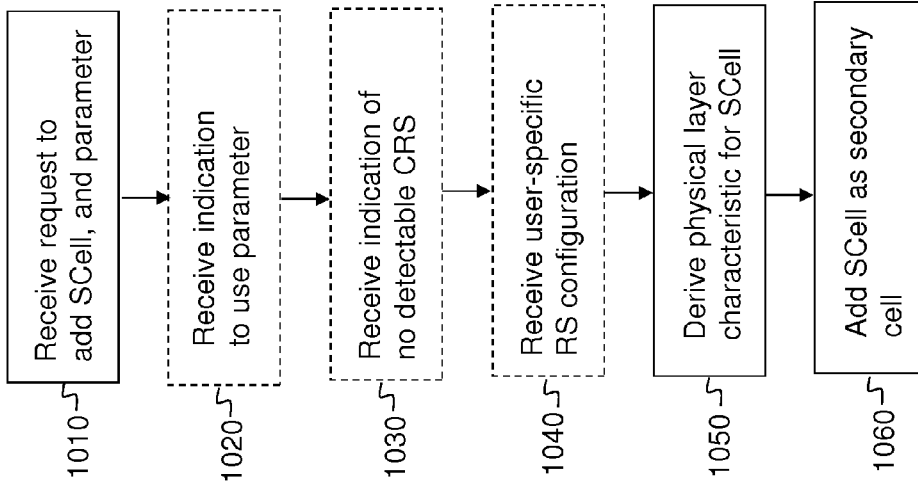 1010
Receive request to
add SCell, and parameter
1020
Receive indication
to use parameter
1030
Receive indication of
no detectable CRS
1040
Receive user-specific
RS configuration
1050
Derive physical layer
characteristic for SCell
1060
Add SCell as secondary
cell